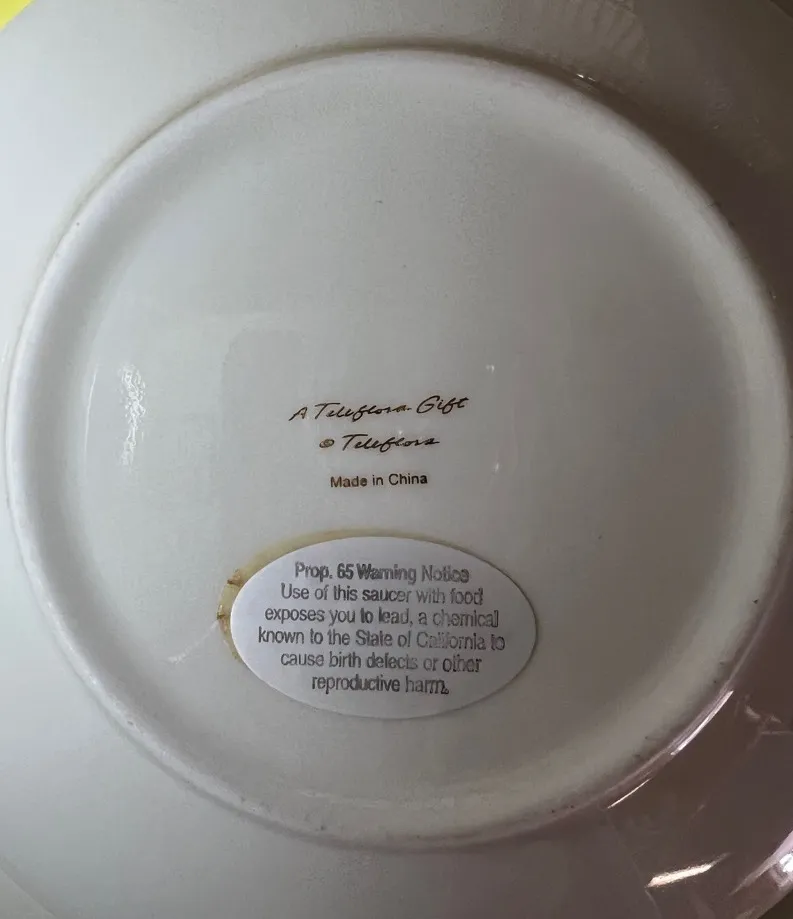 A Teleflora Gift
© Teleflora
Made in China
Prop. 65 Warning Notice
Use of this saucer with food
exposes you to lead, a chemical
known to the State of California to
cause birth defects or other
reproductive harm.